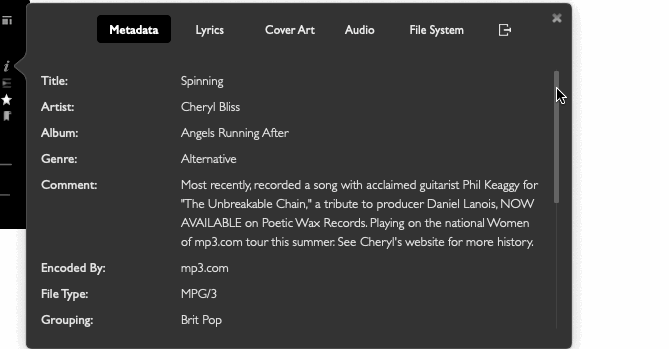 Metadata Lyrics Cover Art Audio File System
Title: Spinning
Artist: Cheryl Bliss
Album: Angels Running After
Genre: Alternative
Comment: Most recently, recorded a song with acclaimed guitarist Phil Keaggy for
"The Unbreakable Chain," a tribute to producer Daniel Lanois, NOW
AVAILABLE on Poetic Wax Records. Playing on the national Women
of mp3.com tour this summer. See Cheryl's website for more history.
Encoded By: mp3.com
File Type: MPG/3
Grouping: Brit Pop